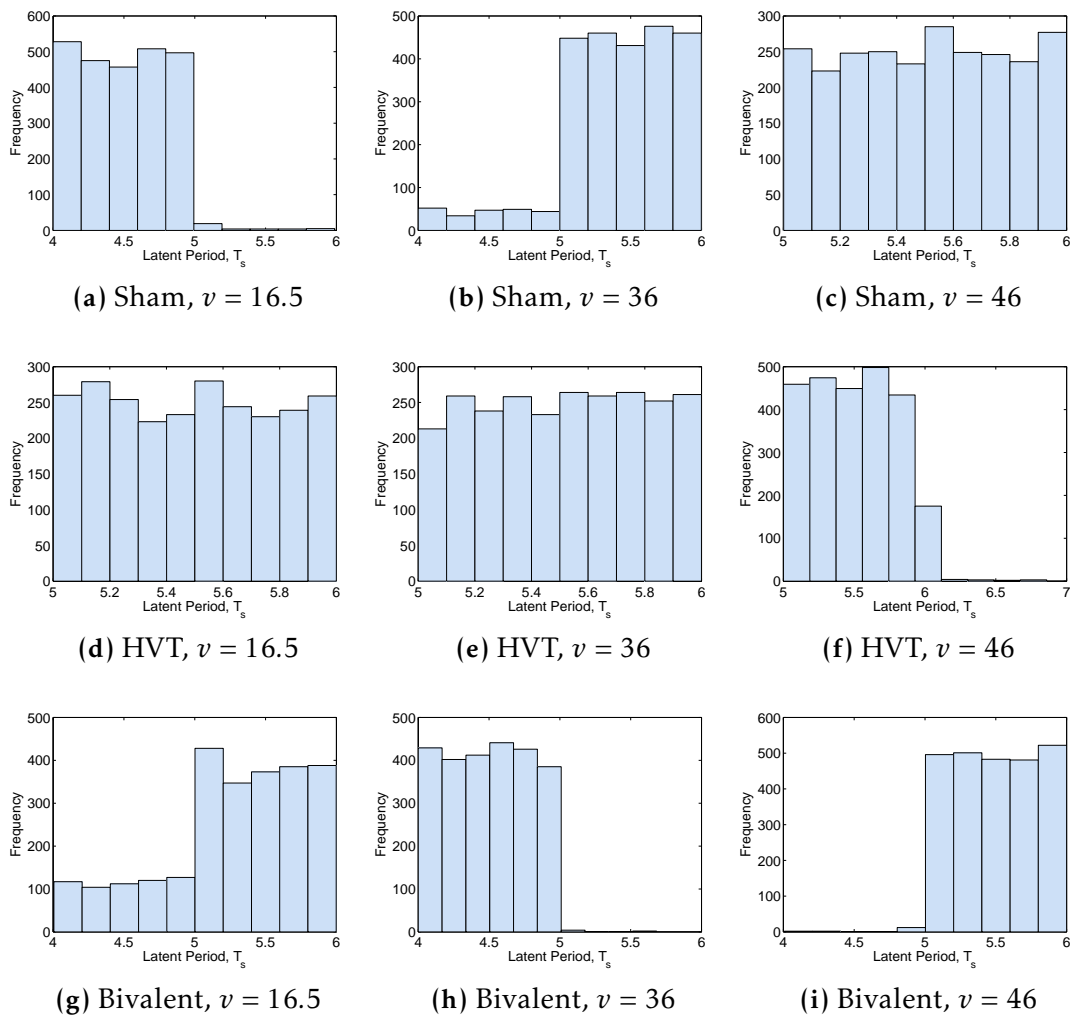 600
500
400
300
200
100
0
Frequency
4 4.5 5 5.5 6
Latent Period, T_s
(a) Sham, v = 16.5
500
400
300
200
100
0
Frequency
4 4.5 5 5.5 6
Latent Period, T_s
(b) Sham, v = 36
300
250
200
150
100
50
0
Frequency
5 5.2 5.4 5.6 5.8 6
Latent Period, T_s
(c) Sham, v = 46
300
250
200
150
100
50
0
Frequency
5 5.2 5.4 5.6 5.8 6
Latent Period, T_s
(d) HVT, v = 16.5
300
250
200
150
100
50
0
Frequency
5 5.2 5.4 5.6 5.8 6
Latent Period, T_s
(e) HVT, v = 36
500
400
300
200
100
0
Frequency
5 5.5 6 6.5 7
Latent Period, T_s
(f) HVT, v = 46
500
400
300
200
100
0
Frequency
4 4.5 5 5.5 6
Latent Period, T_s
(g) Bivalent, v = 16.5
500
400
300
200
100
0
Frequency
4 4.5 5 5.5 6
Latent Period, T_s
(h) Bivalent, v = 36
600
500
400
300
200
100
0
Frequency
4 4.5 5 5.5 6
Latent Period, T_s
(i) Bivalent, v = 46